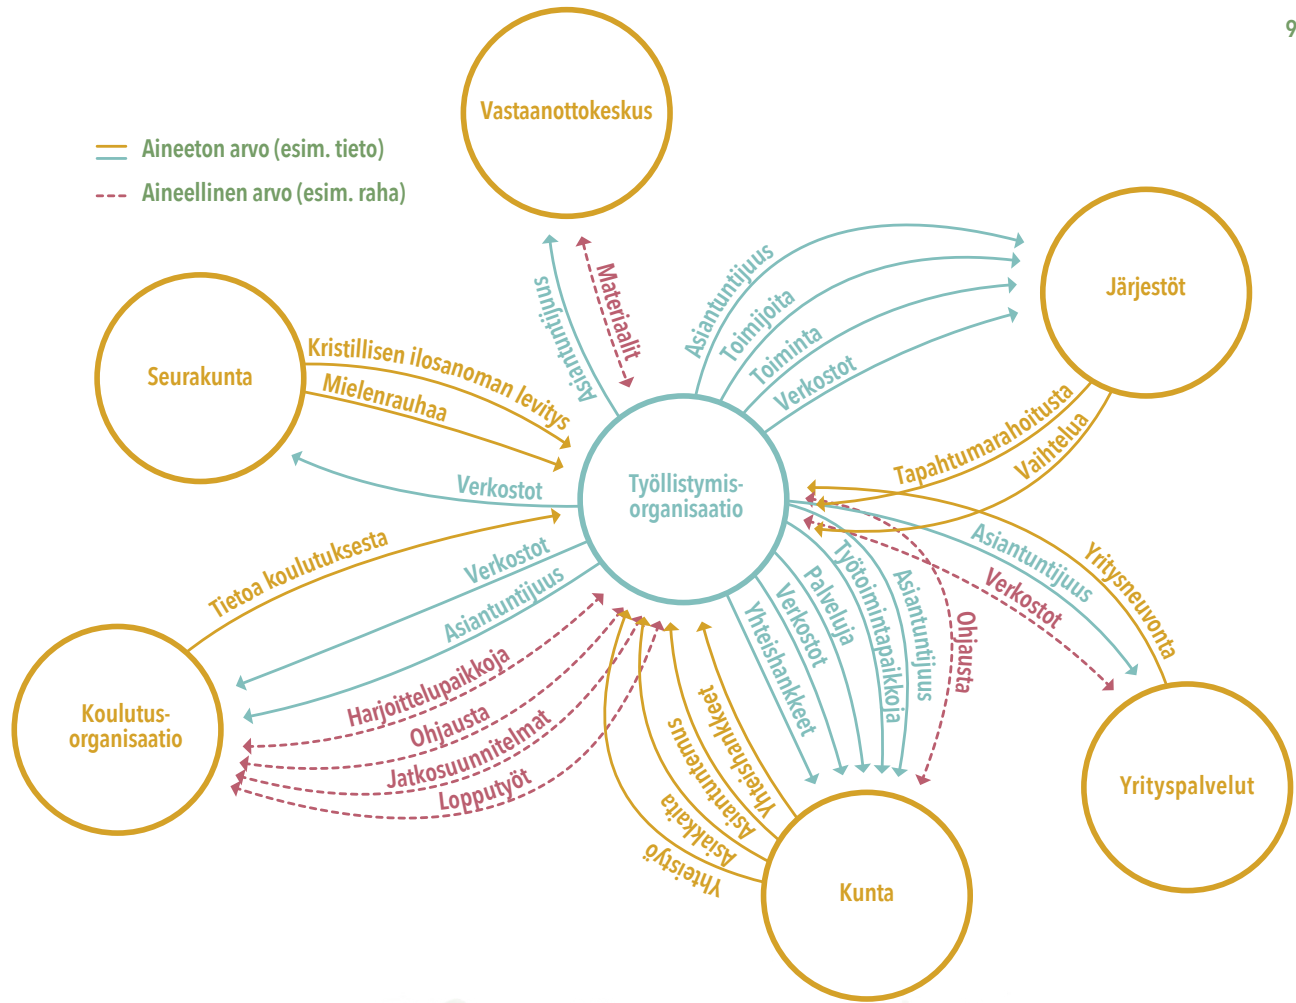 9
Vastaanottokeskus
Aineeton arvo (esim. tieto)
Aineellinen arvo (esim. raha)
Asiantuntijuus
Materiaalit
Asiantuntijuus
Toimijoita
Toiminta
Verkostot
Järjestöt
Seurakunta
Kristillisen ilosanoman levitys
Mielenrauhaa
Verkostot
Työllistymis-
organisaatio
Tapahtumarahoitusta
Vaihtelua
Tietoa koulutuksesta
Verkostot
Asiantuntijuus
Harjoittelupaikkoja
Ohjausta
Jatkosuunnitelmat
Lopputyöt
Koulutus-
organisaatio
Yhteishankkeet
Verkostot
Palveluja
Työtoimintapaikkoja
Asiantuntijuus
Ohjausta
Asiantuntijuus
Verkostot
Yritysneuvonta
Yhteishankkeet
Asiantuntemus
Asiakkaita
Yhteistyö
Kunta
Yrityspalvelut